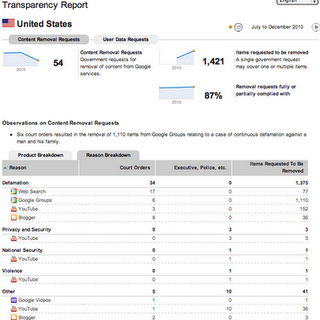 Transparency Report
English
United States
July to December 2010
Content Removal Requests
User Data Requests
54
Content Removal Requests
Government requests for removal of content from Google services.
2010
1,421
Items requested to be removed
A single government request may cover one or multiple items.
2010
87%
Removal requests fully or partially complied with
2010
Observations on Content Removal Requests
• Six court orders resulted in the removal of 1,110 items from Google Groups relating to a case of continuous defamation against a man and his family.
Product Breakdown
Reason Breakdown
Reason Court Orders Executive, Police, etc. Items Requested To Be Removed
Defamation 34 0 1,375
Web Search 17 0 77
Google Groups 6 0 1,110
YouTube 3 0 152
Blogger 8 0 36
Privacy and Security 0 3 3
YouTube 0 3 3
National Security 0 1 1
YouTube 0 1 1
Violence 0 1 1
YouTube 0 1 1
Other 5 10 41
Google Videos 1 0 1
YouTube 1 10 36
Blogger 2 0 3